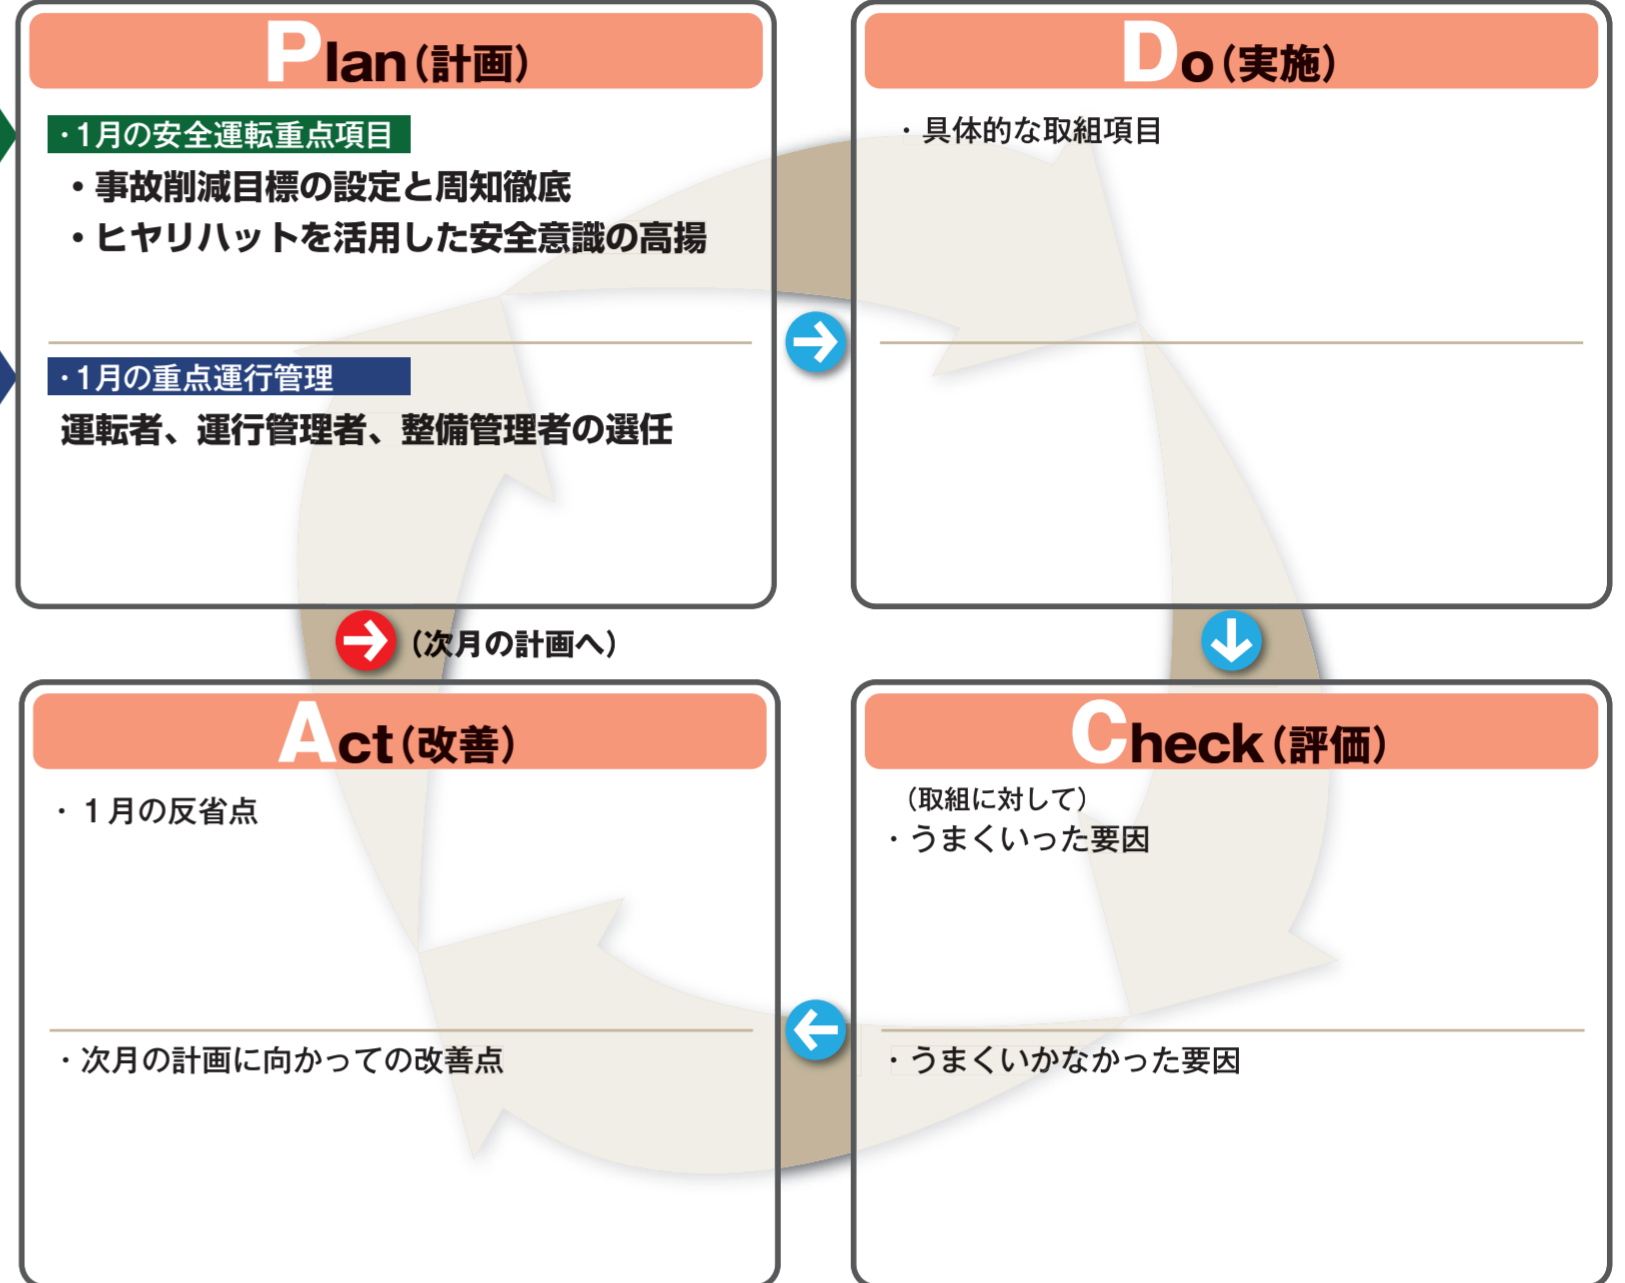 Plan（計画）
・1月の安全運転重点項目
・事故削減目標の設定と周知徹底
・ヒヤリハットを活用した安全意識の高揚
・1月の重点運行管理
運転者、運行管理者、整備管理者の選任
Do（実施）
・具体的な取組項目
（次月の計画へ）
Act（改善）
・1月の反省点
・次月の計画に向かっての改善点
Check（評価）
（取組に対して）
・うまくいった要因
・うまくいかなかった要因